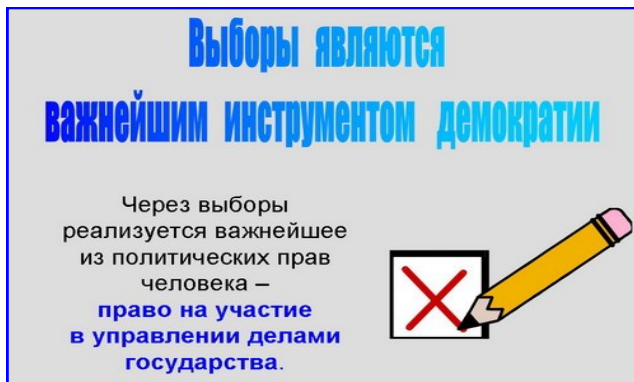 Выборы являются
важнейшим инструментом демократии
Через выборы
реализуется важнейшее
из политических прав
человека –
право на участие
в управлении делами
государства.